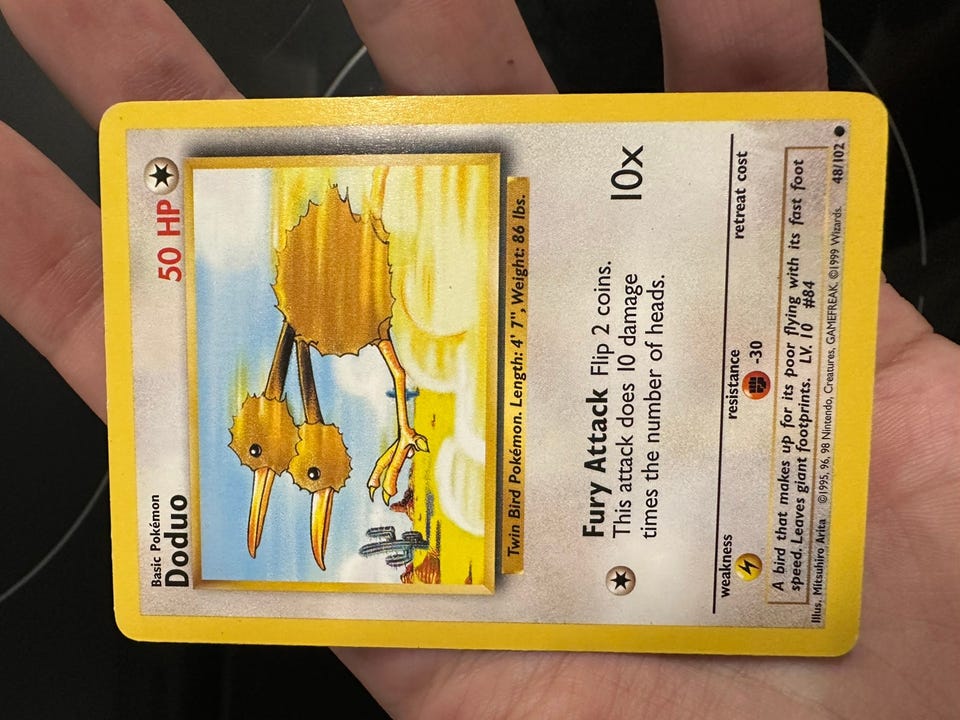 Basic Pokémon
Doduo
50 HP
Twin Bird Pokémon. Length: 4' 7", Weight: 86 lbs.
Fury Attack Flip 2 coins.
This attack does 10 damage
times the number of heads.
10x
weakness
resistance
retreat cost
-30
A bird that makes up for its poor flying with its fast foot
speed. Leaves giant footprints. LV. 10 #84
Illus. Mitsuhiro Arita ©1995, 96, 98 Nintendo, Creatures, GAMEFREAK. ©1999 Wizards. 48/102